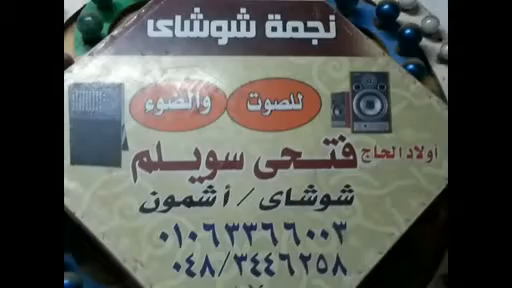 نجمة شوشاى
للصوت والضوء
أولاد الحاج فتحى سويلم
شوشاى / أشمون
٠١٠٦٣٣٦٦٠٠٣
٠٤٨/٣٤٤٦٢٥٨